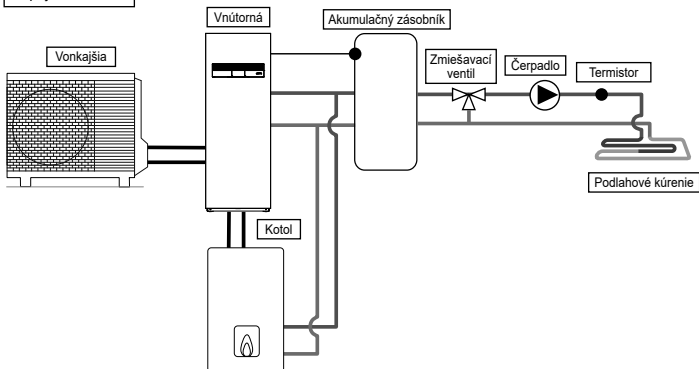 Vnútorná
Akumulačný zásobník
Vonkajšia
Zmiešavací
ventil
Čerpadlo
Termistor
Podlahové kúrenie
Kotol